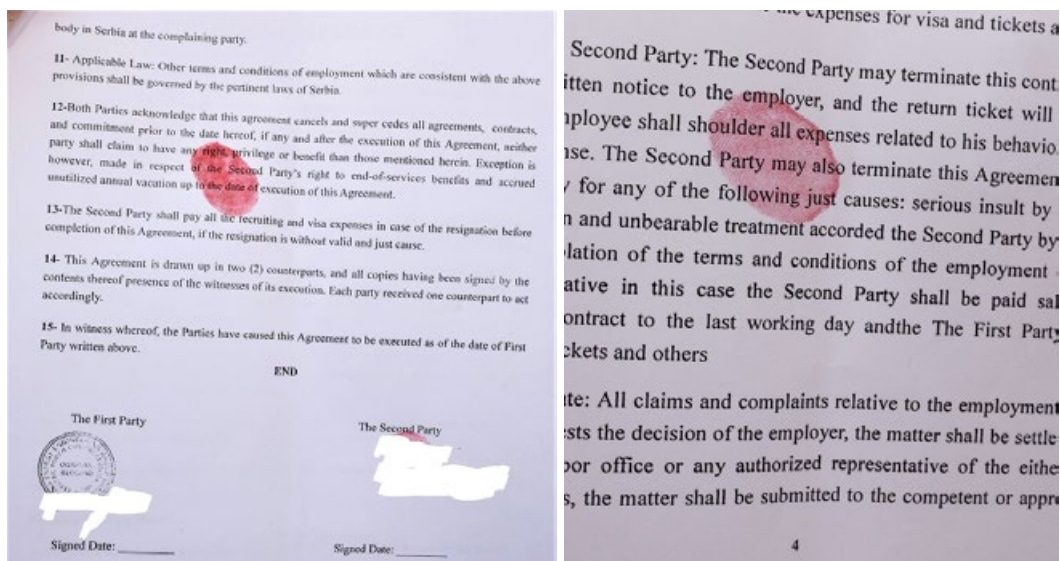 body in Serbia at the complaining party.
11- Applicable Law: Other terms and conditions of employment which are consistent with the above
provisions shall be governed by the pertinent laws of Serbia.
12-Both Parties acknowledge that this agreement cancels and super cedes all agreements, contracts,
and commitment prior to the date hereof, if any and after the execution of this Agreement, neither
party shall claim to have any right, privilege or benefit than those mentioned herein. Exception is
however, made in respect of the Second Party's right to end-of-services benefits and accrued
unutilized annual vacation up to the date of execution of this Agreement.
13-The Second Party shall pay all the recruiting and visa expenses in case of the resignation before
completion of this Agreement, if the resignation is without valid and just cause.
14- This Agreement is drawn up in two (2) counterparts, and all copies having been signed by the
contents thereof presence of the witnesses of its execution. Each party received one counterpart to act
accordingly.
15- In witness whereof, the Parties have caused this Agreement to be executed as of the date of First
Party written above.
END
The First Party
The Second Party
Signed Date:
Signed Date:
expenses for visa and tickets a
Second Party: The Second Party may terminate this cont
itten notice to the employer, and the return ticket will
nployee shall shoulder all expenses related to his behavio
nse. The Second Party may also terminate this Agreemen
for any of the following just causes: serious insult by
n and unbearable treatment accorded the Second Party by
lation of the terms and conditions of the employment
ative in this case the Second Party shall be paid sal
ontract to the last working day andthe The First Party
ckets and others
te: All claims and complaints relative to the employment
sts the decision of the employer, the matter shall be settle
or office or any authorized representative of the eithe
s, the matter shall be submitted to the competent or appr
4